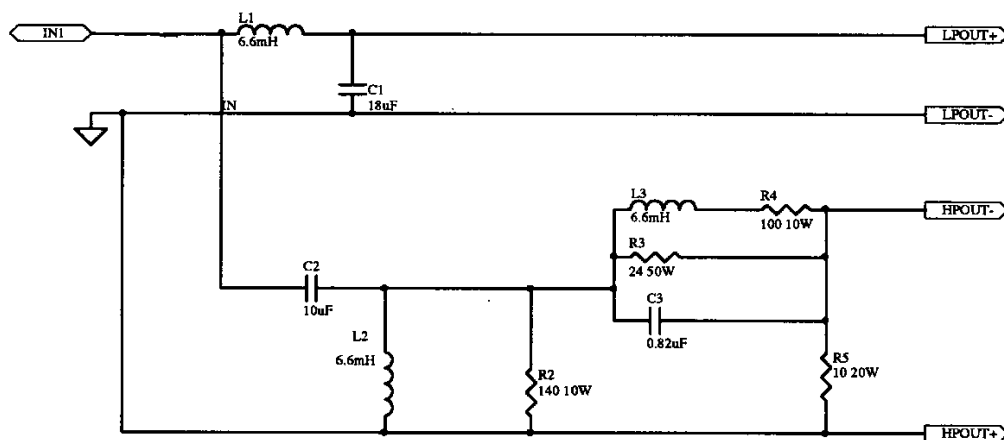 IN1
L1
6.6mH
LPOUT+
C1
18uF
IN
LPOUT-
L3
6.6mH
R4
100 10W
HPOUT-
R3
24 50W
C2
10uF
C3
0.82uF
L2
6.6mH
R2
140 10W
R5
10 20W
HPOUT+